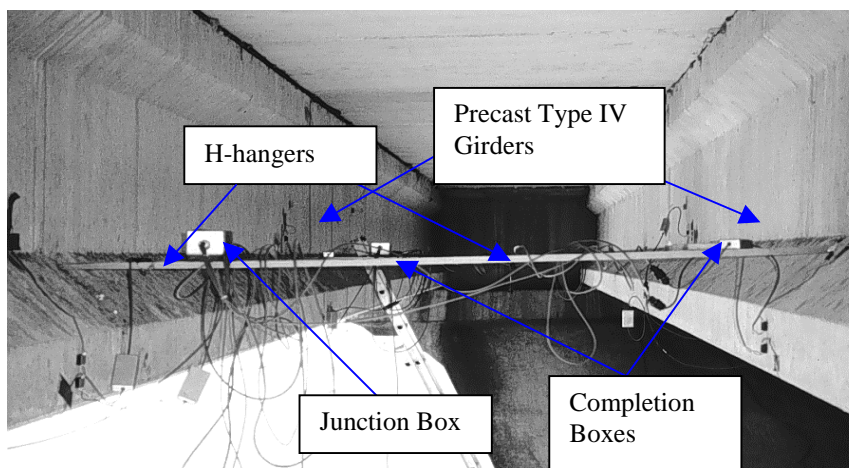 Precast Type IV
Girders
H-hangers
Junction Box
Completion
Boxes